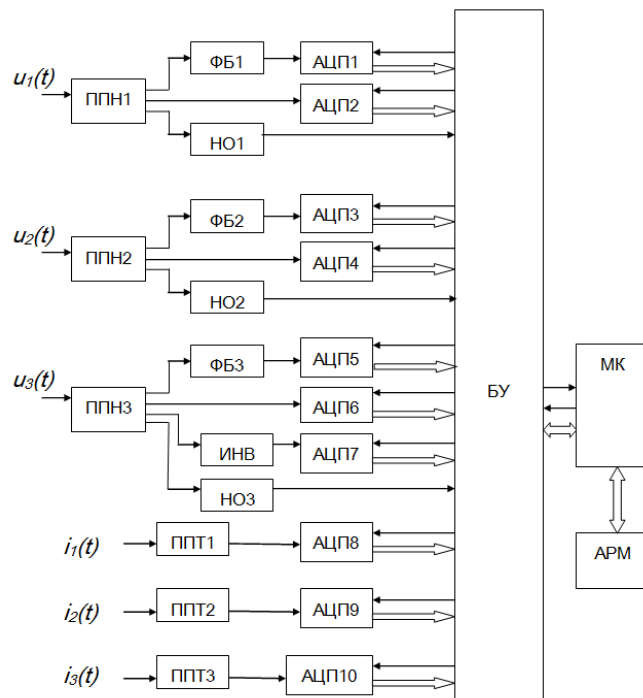 ФБ1
АЦП1
u1(t)
ППН1
АЦП2
НО1
ФБ2
АЦП3
u2(t)
ППН2
АЦП4
НО2
ФБ3
АЦП5
u3(t)
ППН3
АЦП6
ИНВ
АЦП7
НО3
i1(t)
ППТ1
АЦП8
i2(t)
ППТ2
АЦП9
i3(t)
ППТ3
АЦП10
БУ
МК
АРМ